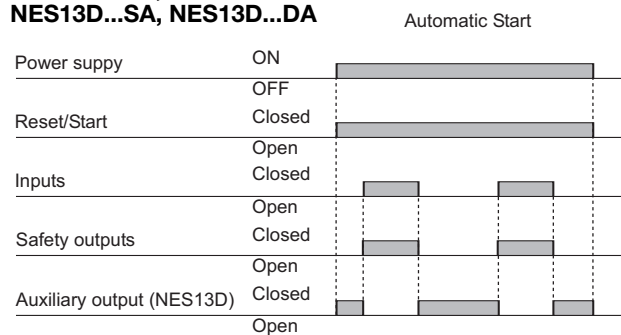 NES13D...SA, NES13D...DA
Automatic Start
Power suppy ON
OFF
Reset/Start Closed
Open
Inputs Closed
Open
Safety outputs Closed
Open
Auxiliary output (NES13D) Closed
Open